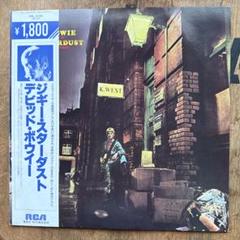 ¥1,800
ジギー・スターダスト
デビッド・ボウイー
RCA
WIE
RDUST
K. WEST